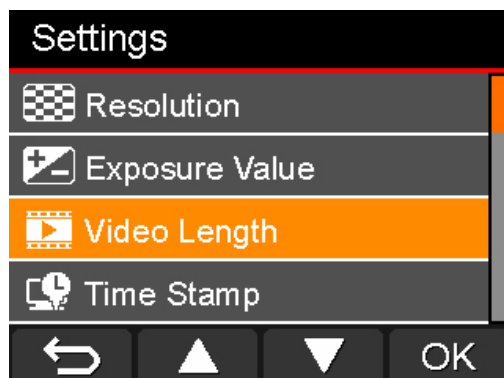 Settings
Resolution
Exposure Value
Video Length
Time Stamp
OK